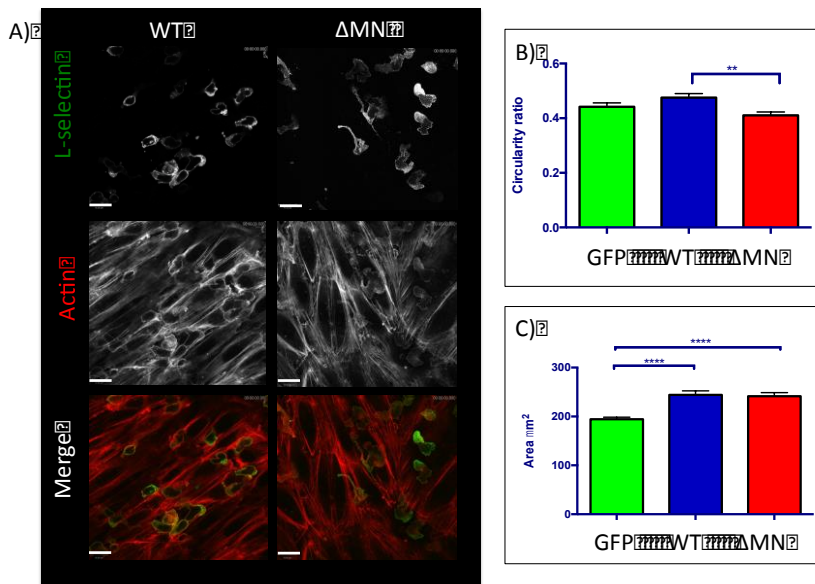 A)
WT
ΔMN
L-selectin
Actin
Merge
B)
**
0.6
0.4
0.2
0.0
Circularity ratio
GFP WT ΔMN
C)
****
****
300
200
100
0
Area mm²
GFP WT ΔMN